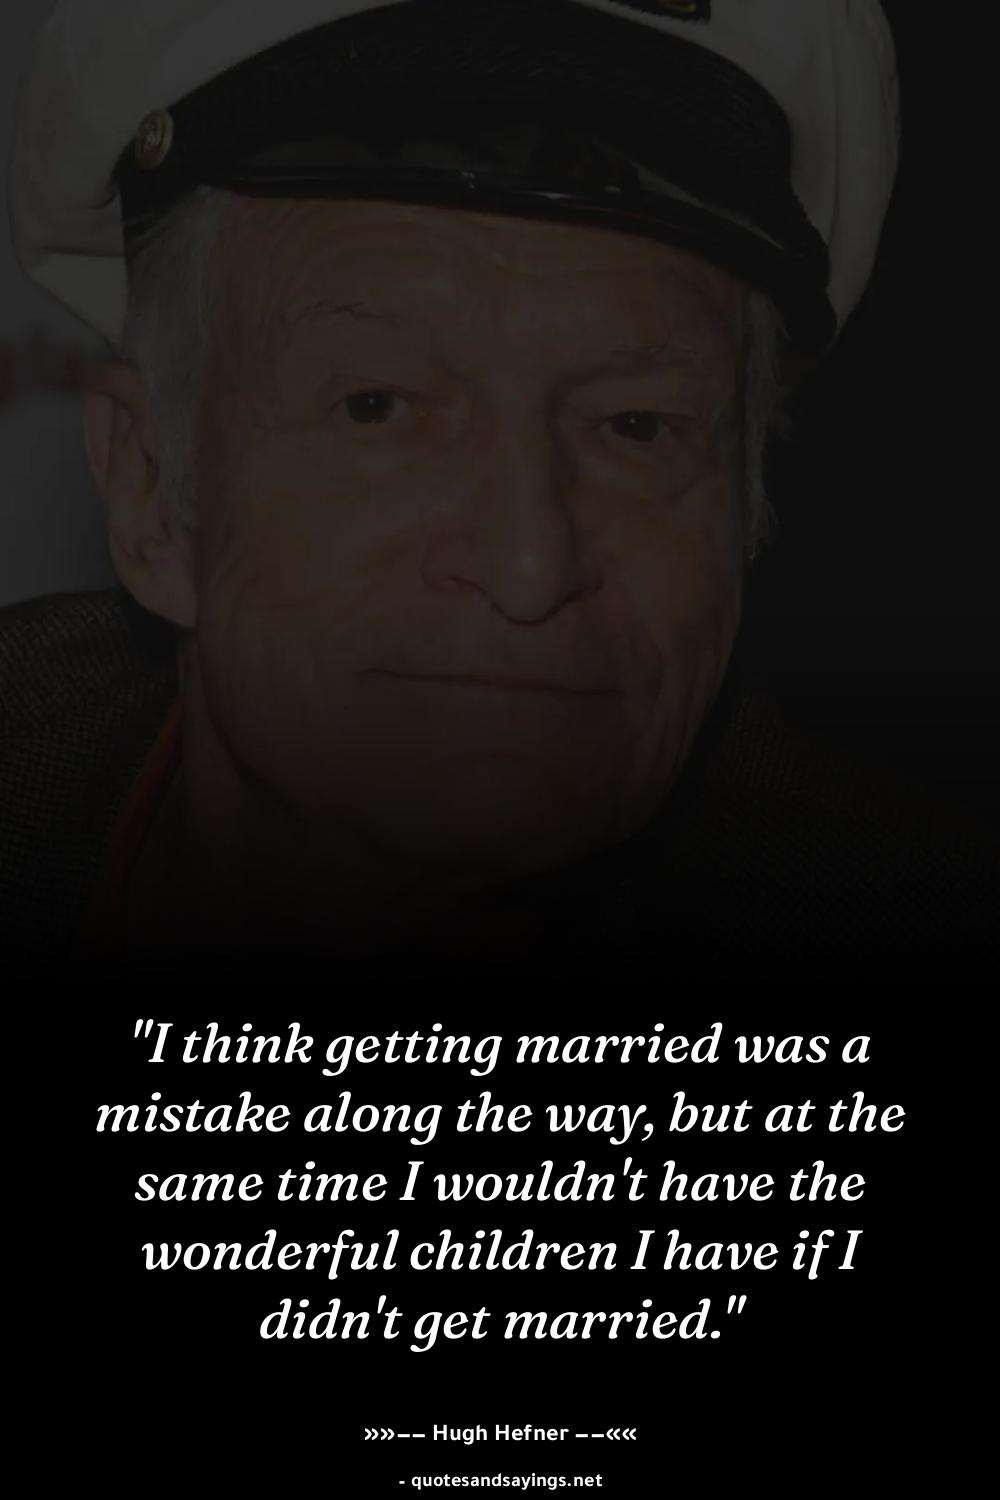 "I think getting married was a
mistake along the way, but at the
same time I wouldn't have the
wonderful children I have if I
didn't get married."
»»−− Hugh Hefner −−««
- quotesandsayings.net